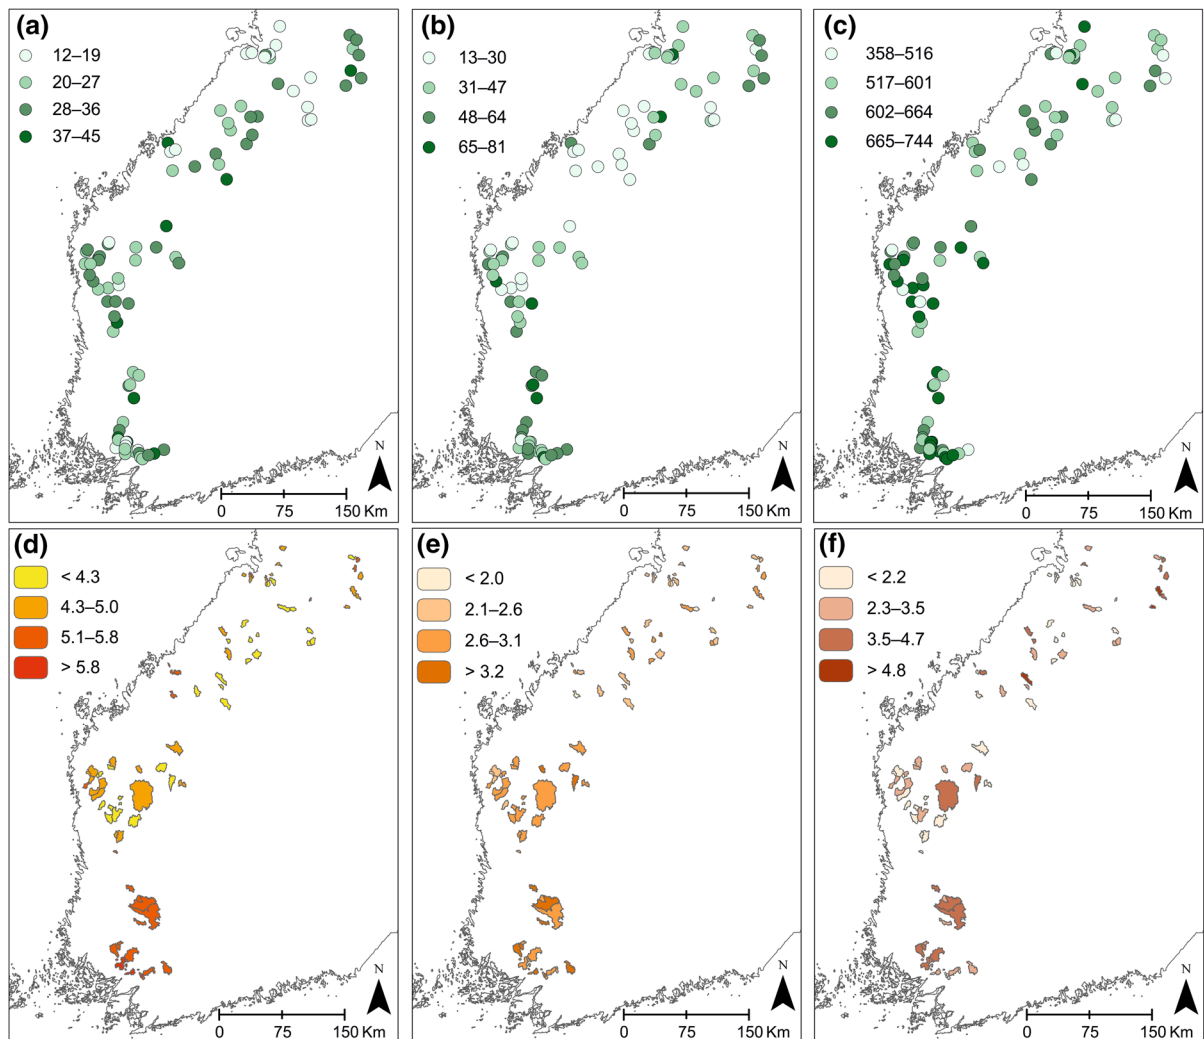 (a)
12–19
20–27
28–36
37–45
N
0 75 150 Km
(b)
13–30
31–47
48–64
65–81
N
0 75 150 Km
(c)
358–516
517–601
602–664
665–744
N
0 75 150 Km
(d)
< 4.3
4.3–5.0
5.1–5.8
> 5.8
N
0 75 150 Km
(e)
< 2.0
2.1–2.6
2.6–3.1
> 3.2
N
0 75 150 Km
(f)
< 2.2
2.3–3.5
3.5–4.7
> 4.8
N
0 75 150 Km